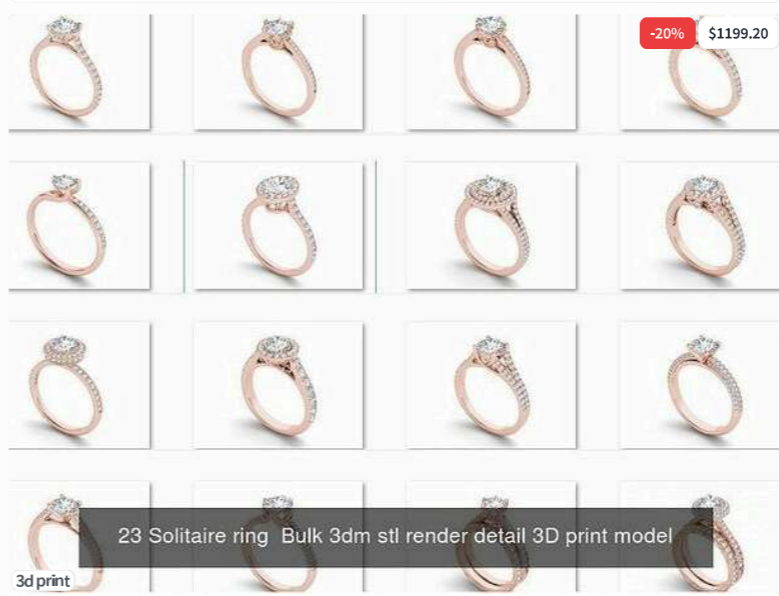 -20% $1199.20
23 Solitaire ring  Bulk 3dm stl render detail 3D print model
3d print